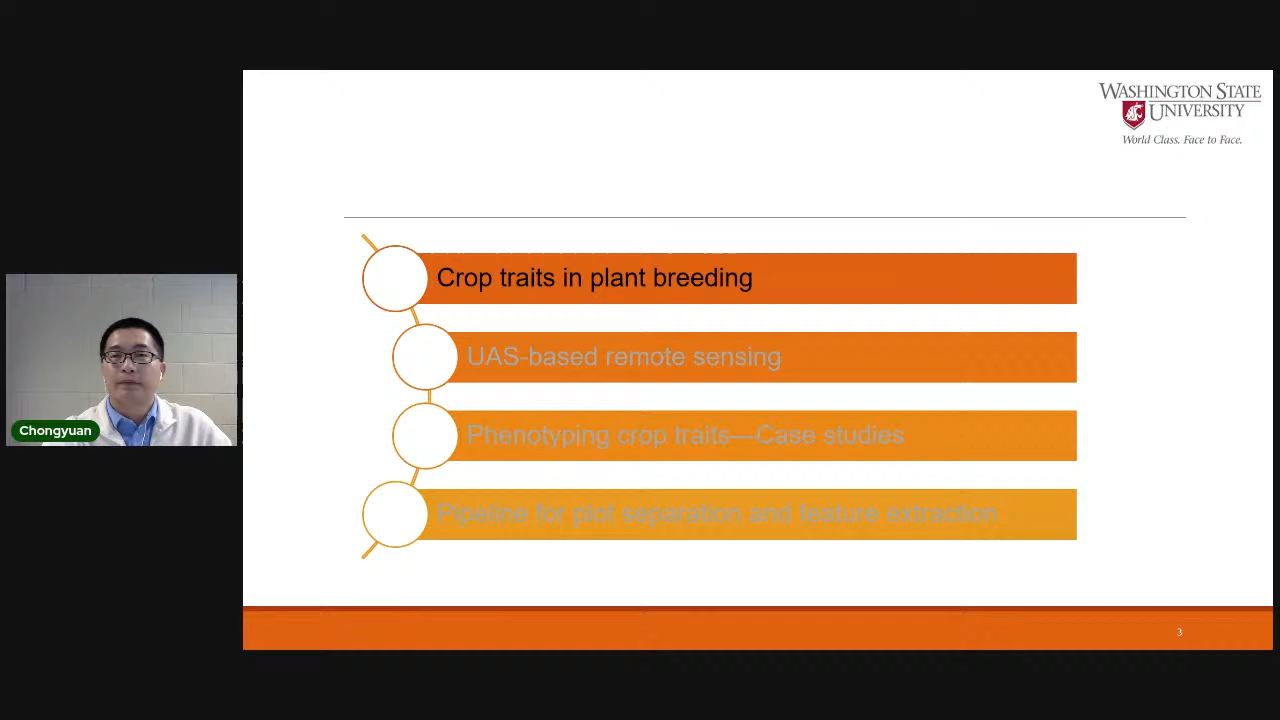 WASHINGTON STATE
UNIVERSITY
World Class. Face to Face.
Crop traits in plant breeding
UAS-based remote sensing
Phenotyping crop traits—Case studies
Pipeline for plot separation and feature extraction
Chongyuan
3